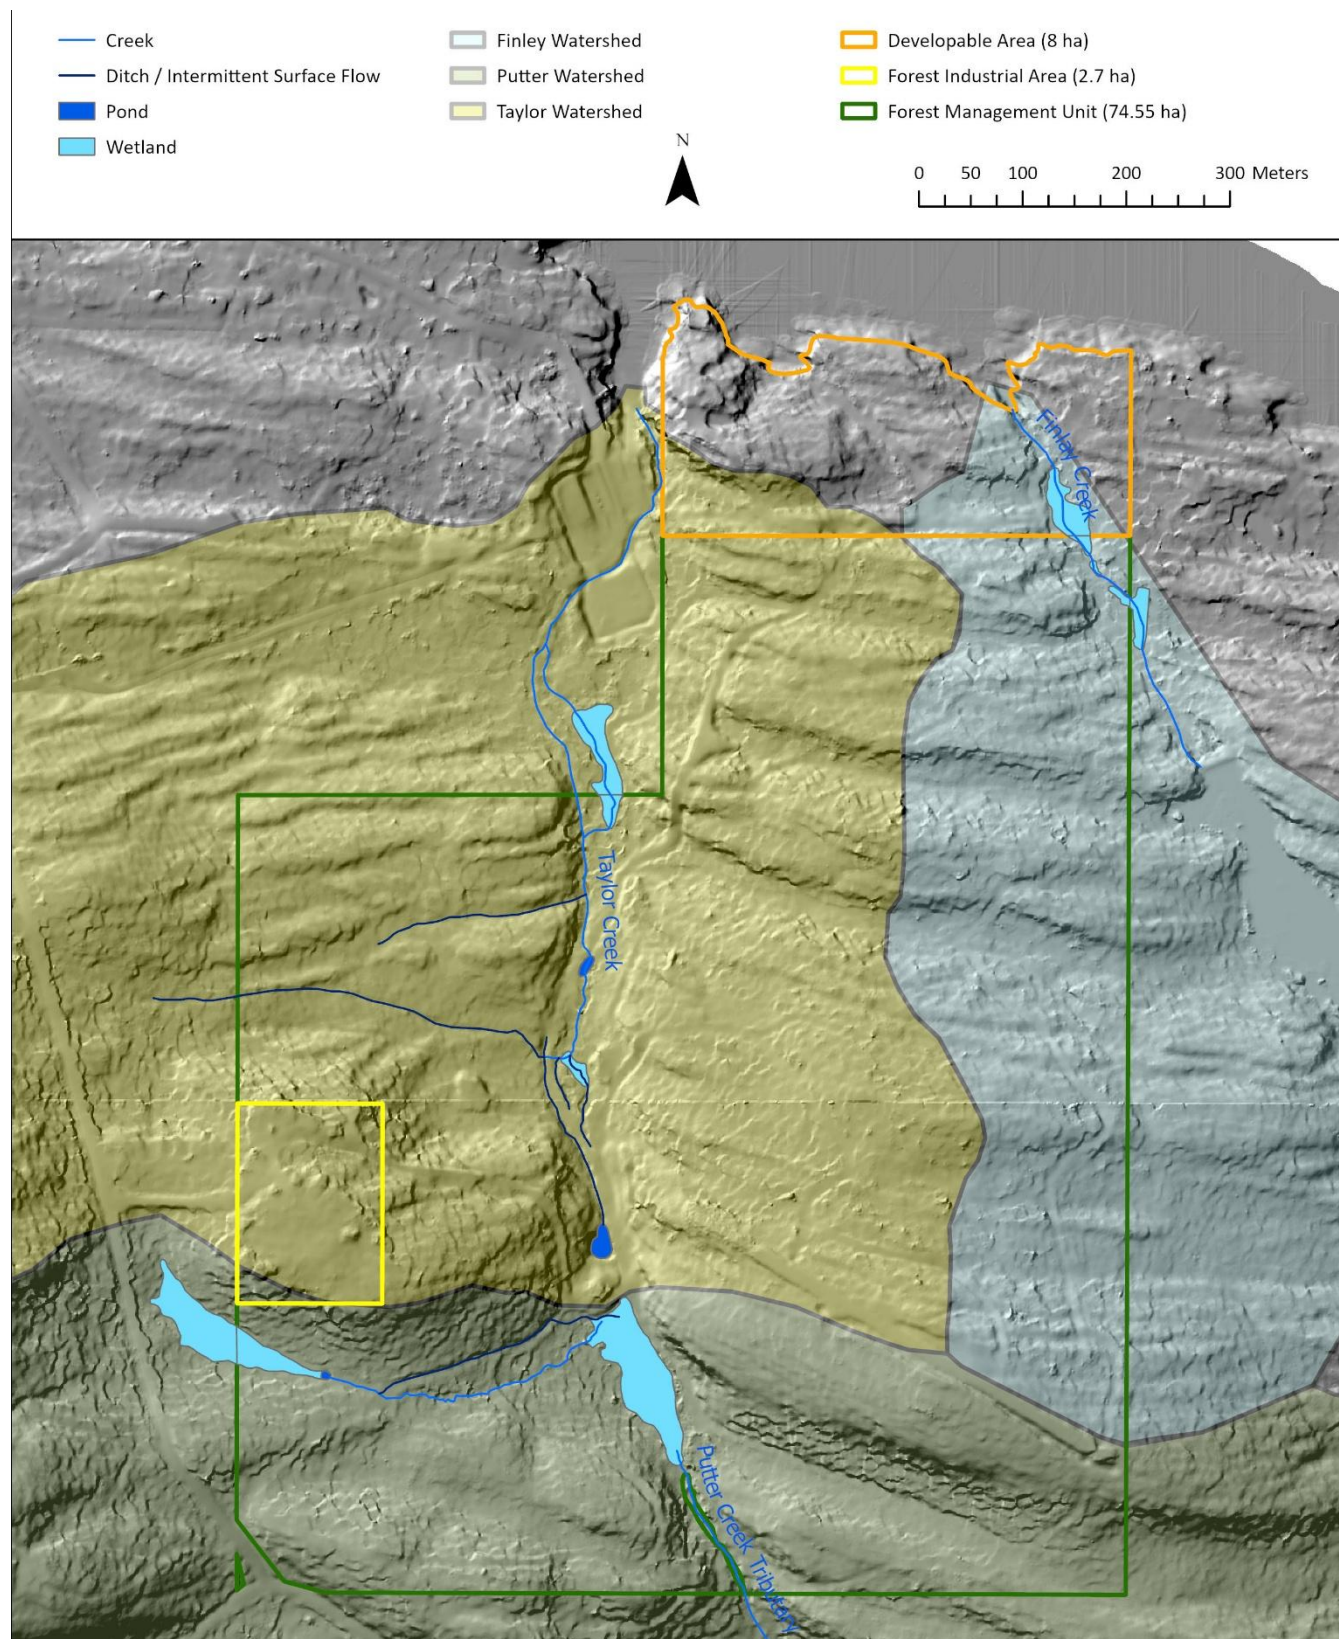 Creek
Ditch / Intermittent Surface Flow
Pond
Wetland
Finley Watershed
Putter Watershed
Taylor Watershed
Developable Area (8 ha)
Forest Industrial Area (2.7 ha)
Forest Management Unit (74.55 ha)
N
0 50 100 200 300 Meters
Finlay Creek
Taylor Creek
Putter Creek Tributary